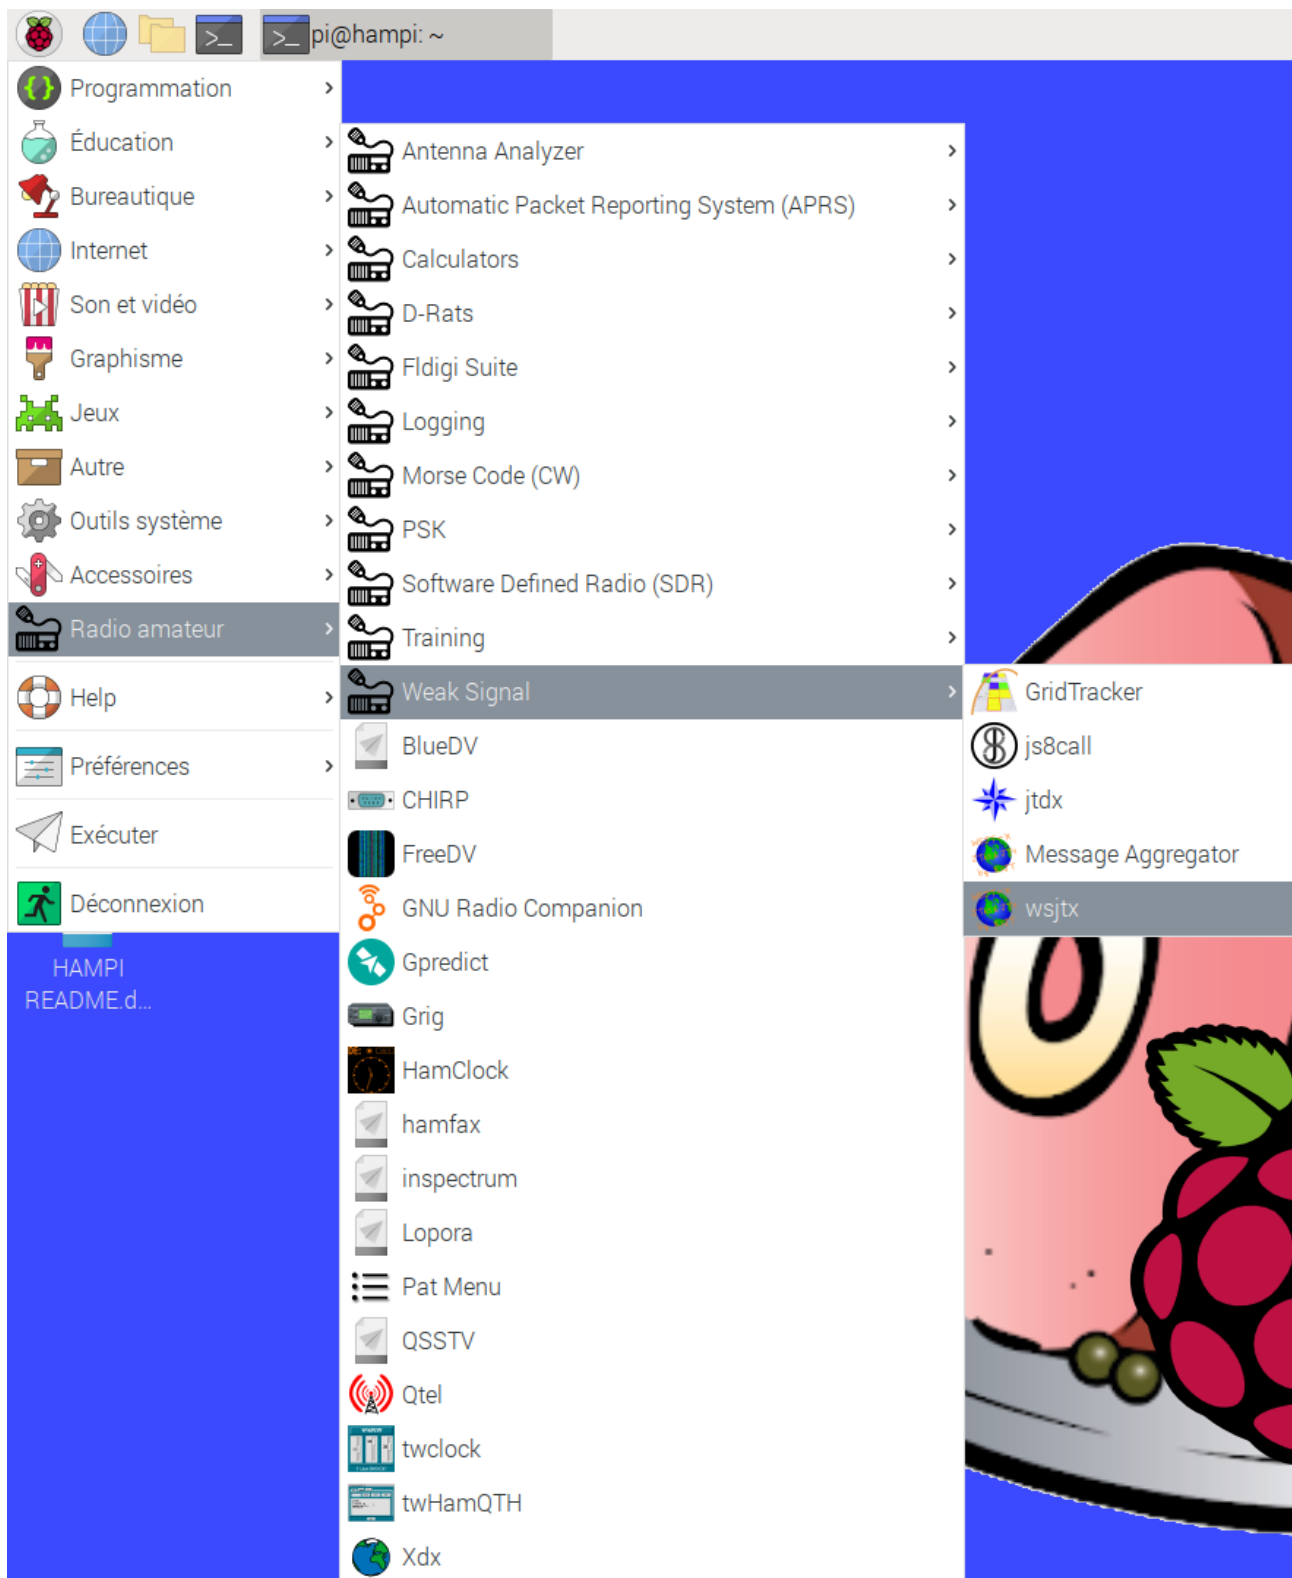 pi@hampi: ~
Programmation
Éducation
Bureautique
Internet
Son et vidéo
Graphisme
Jeux
Autre
Outils système
Accessoires
Radio amateur
Help
Préférences
Exécuter
Déconnexion
HAMPI
README.d...
Antenna Analyzer
Automatic Packet Reporting System (APRS)
Calculators
D-Rats
Fldigi Suite
Logging
Morse Code (CW)
PSK
Software Defined Radio (SDR)
Training
Weak Signal
BlueDV
CHIRP
FreeDV
GNU Radio Companion
Gpredict
Grig
HamClock
hamfax
inspectrum
Lopora
Pat Menu
QSSTV
Qtel
twclock
twHamQTH
Xdx
GridTracker
js8call
jtdx
Message Aggregator
wsjtx